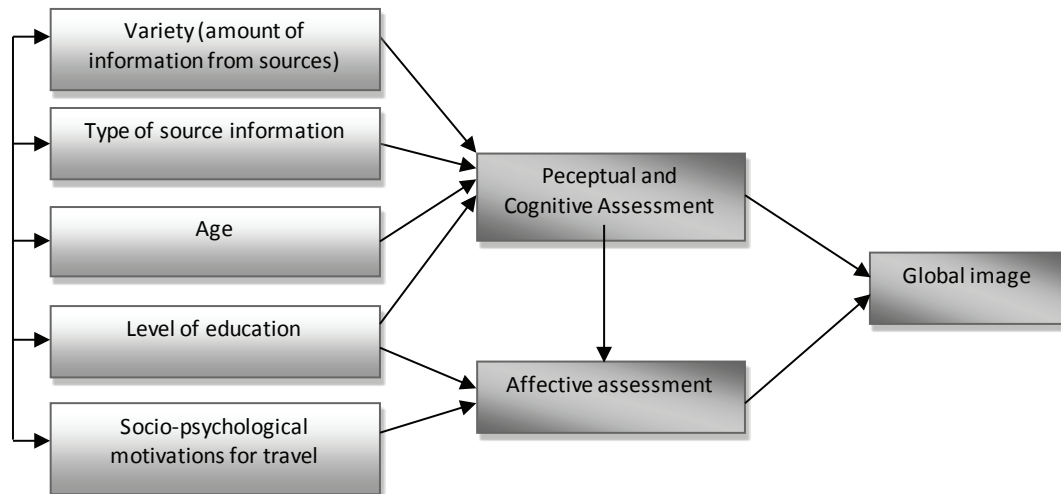 Variety (amount of
information from sources)
Type of source information
Age
Level of education
Socio-psychological
motivations for travel
Peceptual and
Cognitive Assessment
Affective assessment
Global image